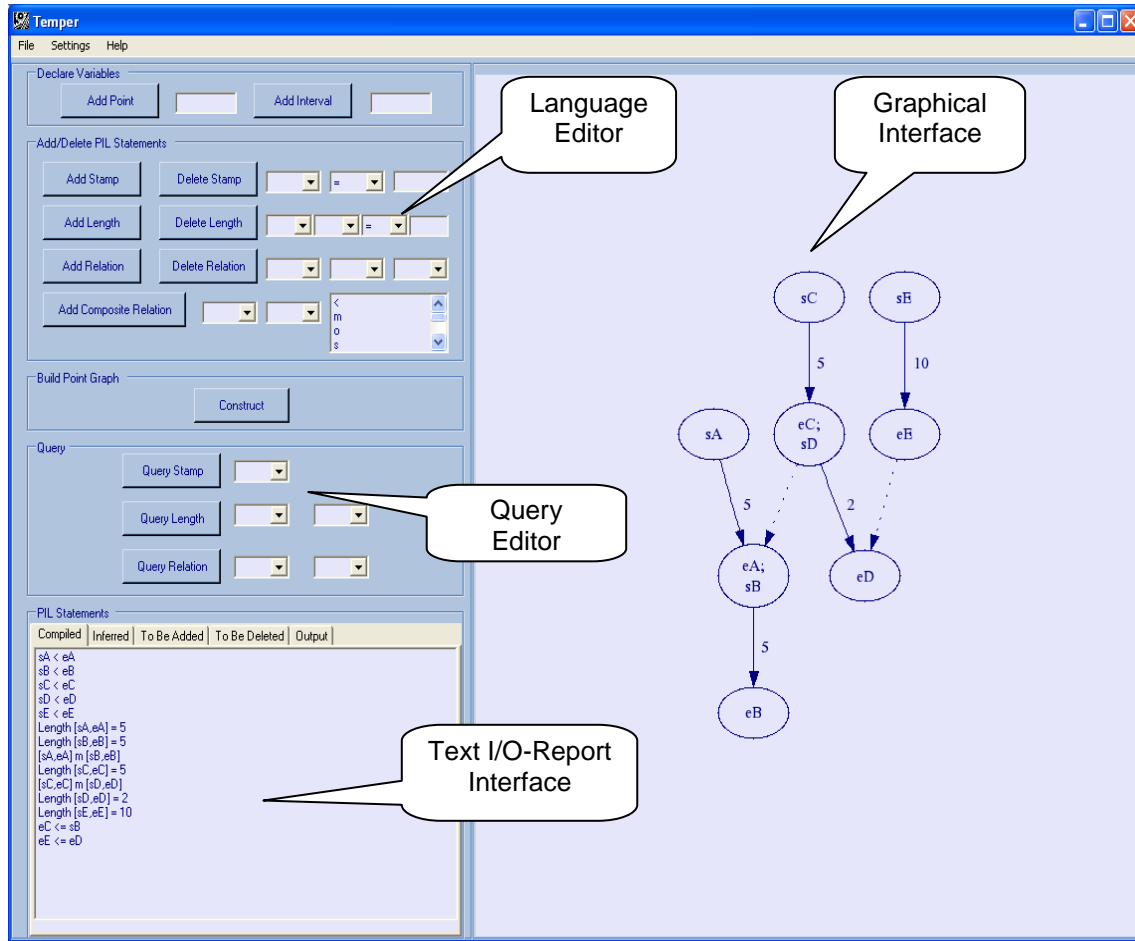 Temper
File Settings Help
Declare Variables
Add Point
Add Interval
Add/Delete PIL Statements
Add Stamp
Delete Stamp
=
Add Length
Delete Length
=
Add Relation
Delete Relation
Add Composite Relation
<
m
o
s
Build Point Graph
Construct
Query
Query Stamp
Query Length
Query Relation
PIL Statements
Compiled
Inferred
To Be Added
To Be Deleted
Output
sA < eA
sB < eB
sC < eC
sD < eD
sE < eE
Length [sA,eA] = 5
Length [sB,eB] = 5
[sA,eA] m [sB,eB]
Length [sC,eC] = 5
[sC,eC] m [sD,eD]
Length [sD,eD] = 2
Length [sE,eE] = 10
eC <= sB
eE <= eD
Language
Editor
Graphical
Interface
Query
Editor
Text I/O-Report
Interface
sC
sE
5
10
sA
eC;
sD
eE
5
2
eA;
sB
eD
5
eB